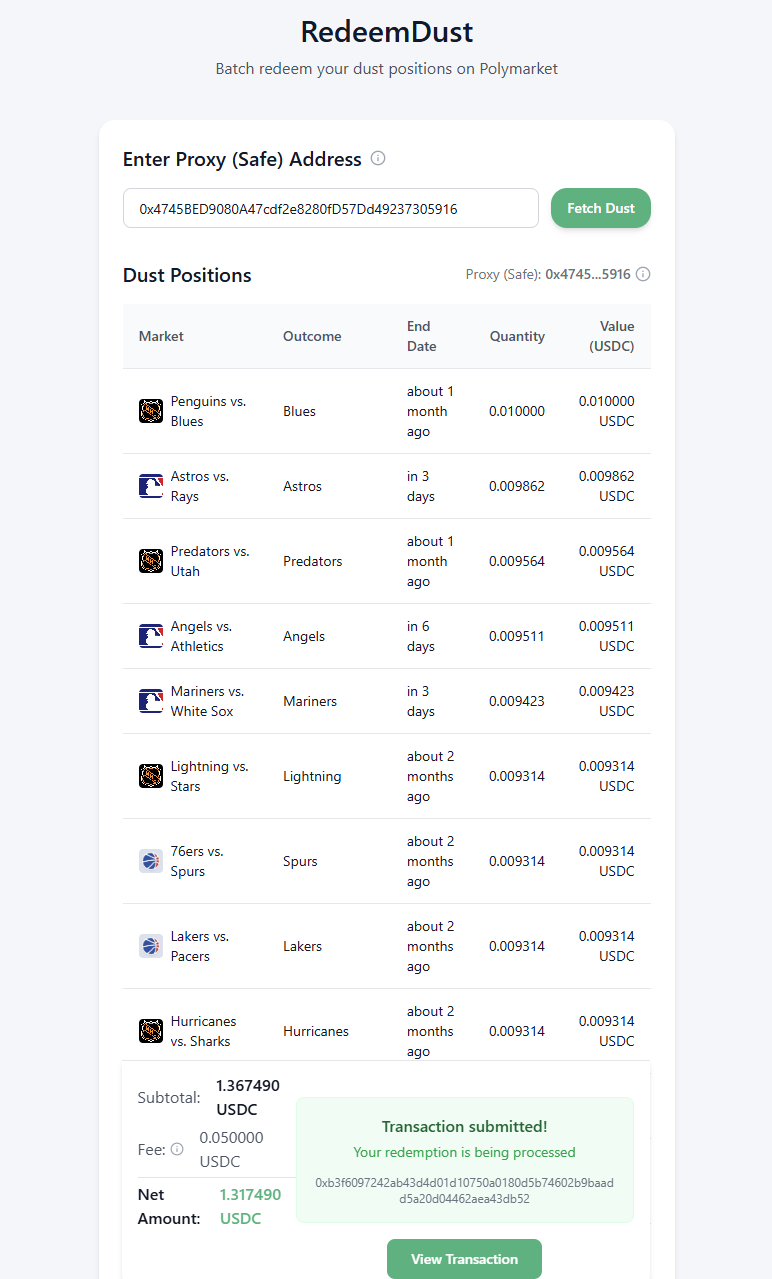 RedeemDust
Batch redeem your dust positions on Polymarket
Enter Proxy (Safe) Address
0x4745BED9080A47cdf2e8280fD57Dd49237305916
Fetch Dust
Dust Positions
Proxy (Safe): 0x4745...5916
Market
Outcome
End
Date
Quantity
Value
(USDC)
Penguins vs.
Blues
Blues
about 1
month
ago
0.010000
0.010000
USDC
Astros vs.
Rays
Astros
in 3
days
0.009862
0.009862
USDC
Predators vs.
Utah
Predators
about 1
month
ago
0.009564
0.009564
USDC
Angels vs.
Athletics
Angels
in 6
days
0.009511
0.009511
USDC
Mariners vs.
White Sox
Mariners
in 3
days
0.009423
0.009423
USDC
Lightning vs.
Stars
Lightning
about 2
months
ago
0.009314
0.009314
USDC
76ers vs.
Spurs
Spurs
about 2
months
ago
0.009314
0.009314
USDC
Lakers vs.
Pacers
Lakers
about 2
months
ago
0.009314
0.009314
USDC
Hurricanes
vs. Sharks
Hurricanes
about 2
months
ago
0.009314
0.009314
USDC
Subtotal:
1.367490
USDC
Fee:
0.050000
USDC
Net
Amount:
1.317490
USDC
Transaction submitted!
Your redemption is being processed
0xb3f6097242ab43d4d01d10750a0180d5b74602b9baad
d5a20d04462aea43db52
View Transaction